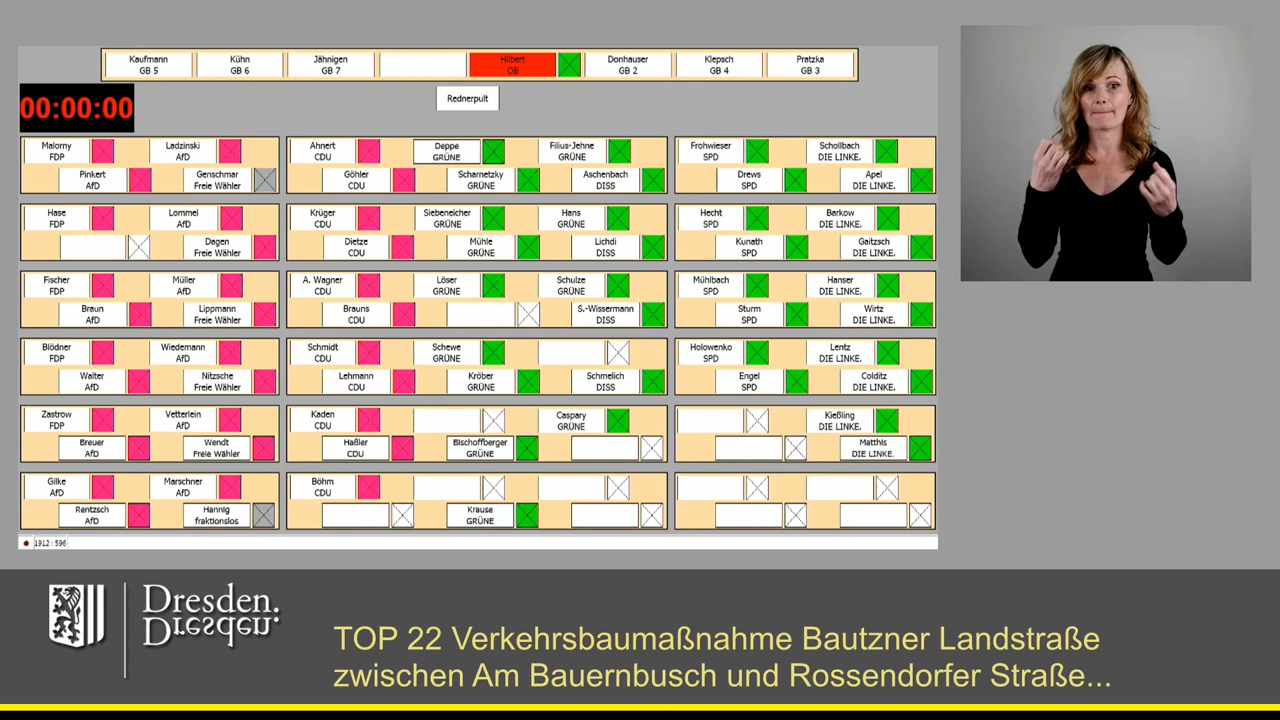 Kaufmann
GB 5
Kühn
GB 6
Jähnigen
GB 7
Hilbert
OB
Donhauser
GB 2
Klepsch
GB 4
Pratzka
GB 3
00:00:00
Rednerpult
Malorny
FDP
Ladzinski
AfD
Pinkert
AfD
Genschmar
Freie Wähler
Ahnert
CDU
Deppe
GRÜNE
Filius-Jehne
GRÜNE
Göhler
CDU
Scharnetzky
GRÜNE
Aschenbach
DISS
Frohwieser
SPD
Schollbach
DIE LINKE.
Drews
SPD
Apel
DIE LINKE.
Hase
FDP
Lommel
AfD
Dagen
Freie Wähler
Krüger
CDU
Siebeneicher
GRÜNE
Hans
GRÜNE
Dietze
CDU
Mühle
GRÜNE
Lichdi
DISS
Hecht
SPD
Barkow
DIE LINKE.
Kunath
SPD
Gaitzsch
DIE LINKE.
Fischer
FDP
Müller
AfD
Braun
AfD
Lippmann
Freie Wähler
A. Wagner
CDU
Löser
GRÜNE
Schulze
GRÜNE
Brauns
CDU
S.-Wissermann
DISS
Mühlbach
SPD
Hanser
DIE LINKE.
Sturm
SPD
Wirtz
DIE LINKE.
Blödner
FDP
Wiedemann
AfD
Walter
AfD
Nitzsche
Freie Wähler
Schmidt
CDU
Schewe
GRÜNE
Lehmann
CDU
Kröber
GRÜNE
Schmelich
DISS
Holowenko
SPD
Lentz
DIE LINKE.
Engel
SPD
Colditz
DIE LINKE.
Zastrow
FDP
Vetterlein
AfD
Breuer
AfD
Wendt
Freie Wähler
Kaden
CDU
Caspary
GRÜNE
Haßler
CDU
Bischoffberger
GRÜNE
Kießling
DIE LINKE.
Matthis
DIE LINKE.
Gilke
AfD
Marschner
AfD
Rentzsch
AfD
Hannig
fraktionslos
Böhm
CDU
Krause
GRÜNE
1912 : 596
Dresden.
Dresden.
TOP 22 Verkehrsbaumaßnahme Bautzner Landstraße
zwischen Am Bauernbusch und Rossendorfer Straße...